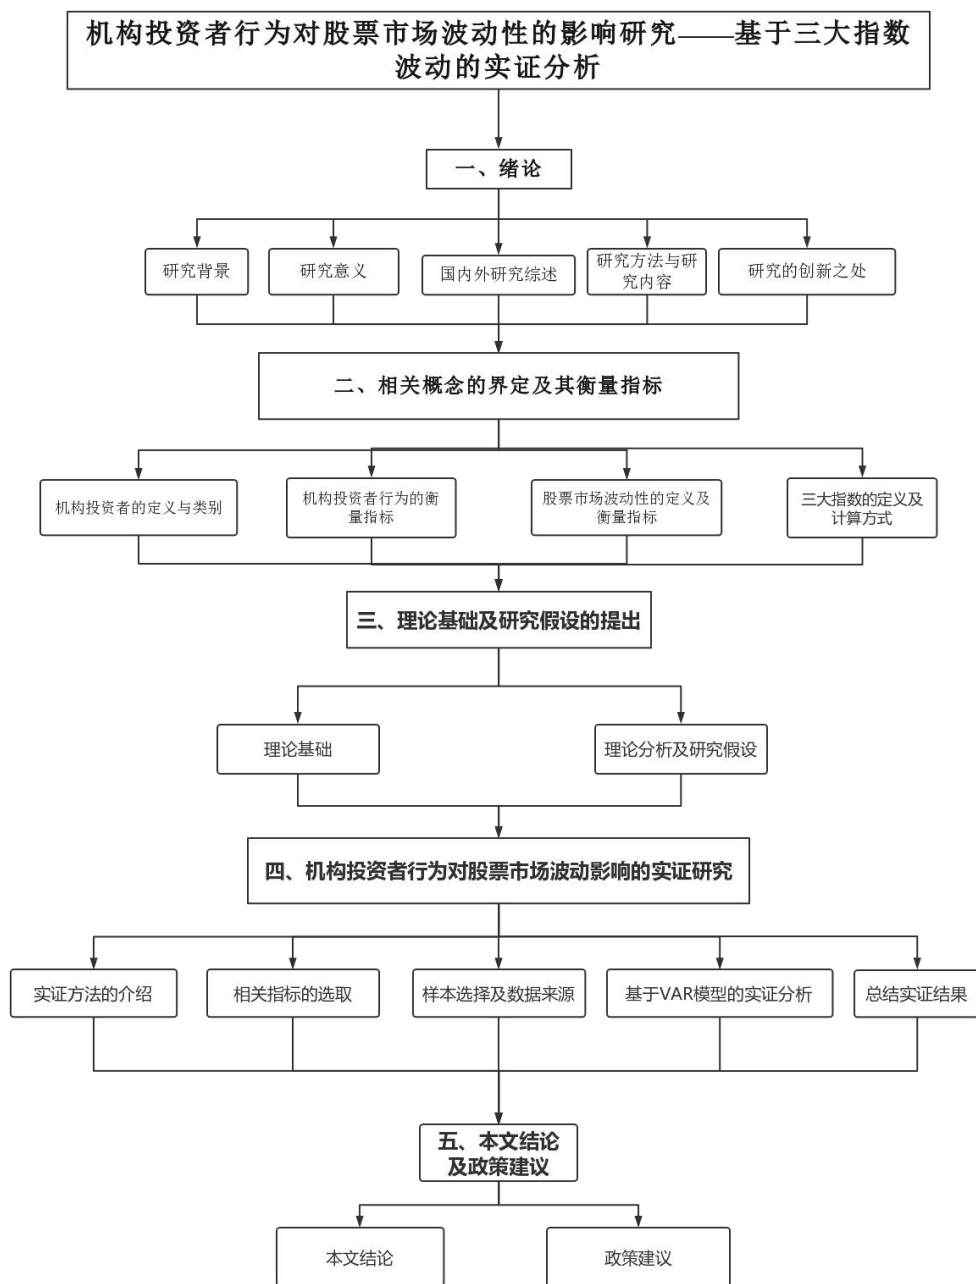 机构投资者行为对股票市场波动性的影响研究——基于三大指数
波动的实证分析
一、绪论
研究背景
研究意义
国内外研究综述
研究方法与研
究内容
研究的创新之处
二、相关概念的界定及其衡量指标
机构投资者的定义与类别
机构投资者行为的衡
量指标
股票市场波动性的定义及
衡量指标
三大指数的定义及
计算方式
三、理论基础及研究假设的提出
理论基础
理论分析及研究假设
四、机构投资者行为对股票市场波动影响的实证研究
实证方法的介绍
相关指标的选取
样本选择及数据来源
基于VAR模型的实证分析
总结实证结果
五、本文结论
及政策建议
本文结论
政策建议